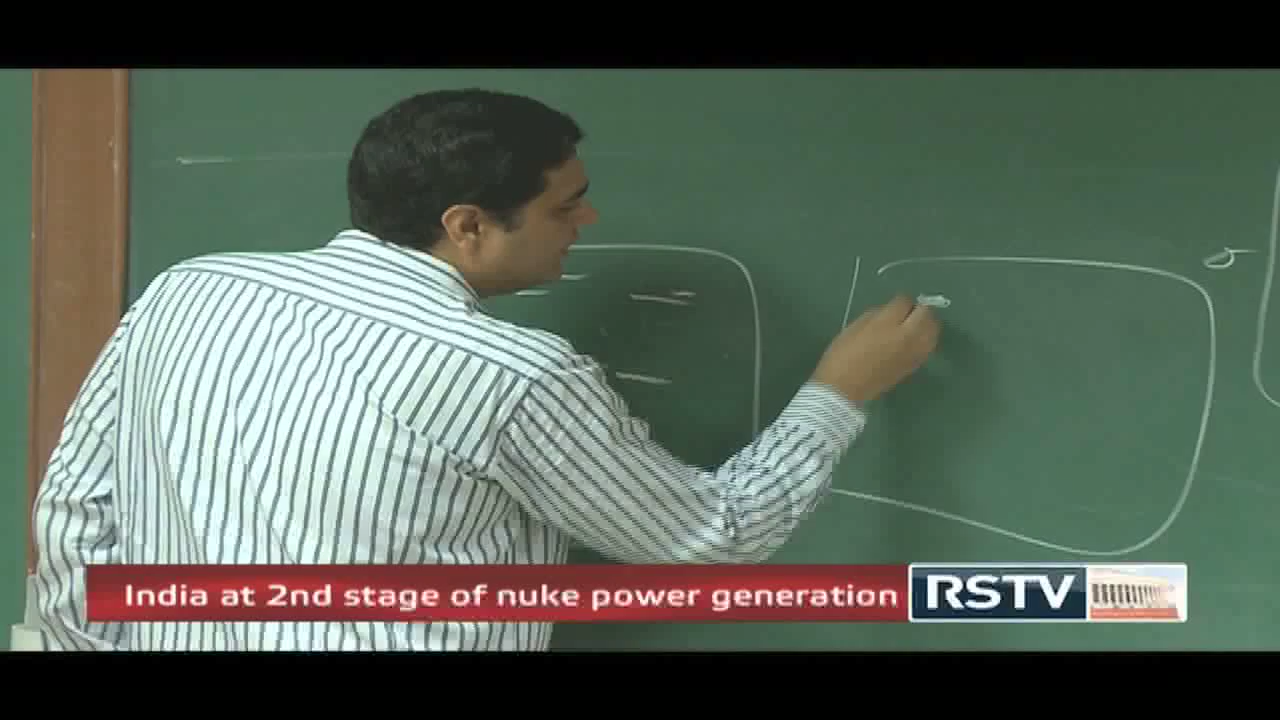 India at 2nd stage of nuke power generation
RSTV